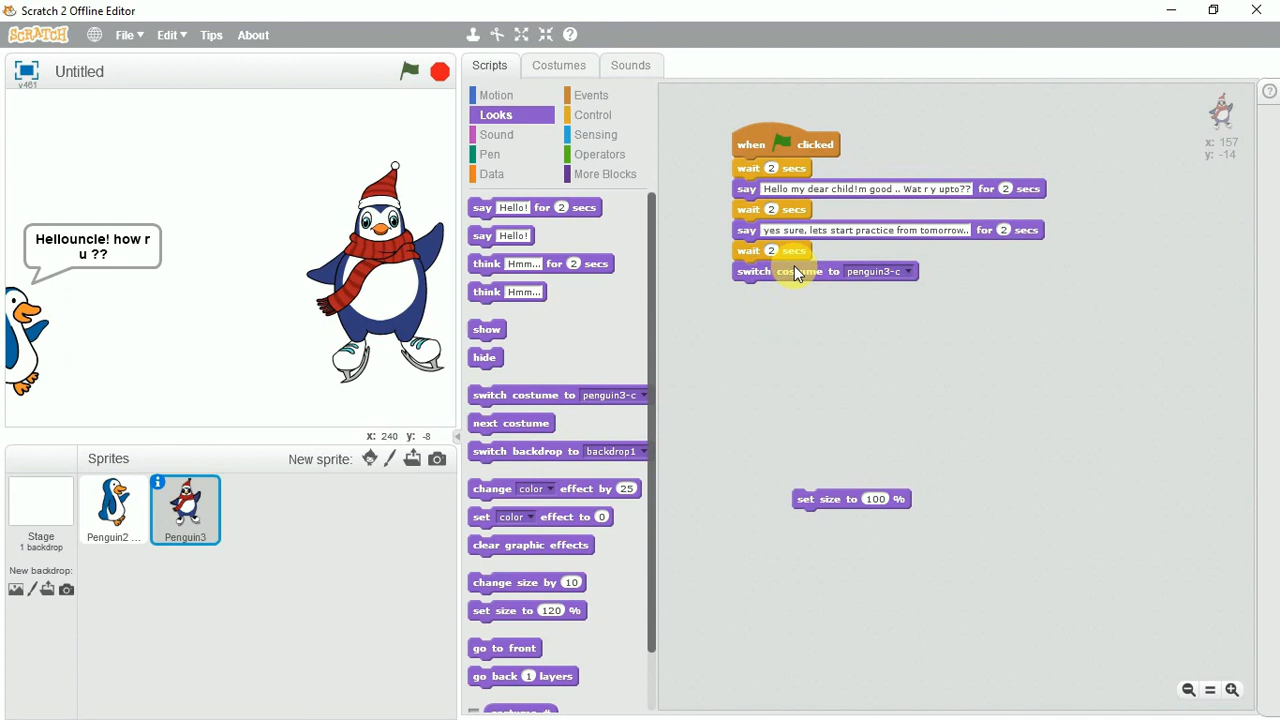 Scratch 2 Offline Editor
SCRATCH File Edit Tips About
v461 Untitled
Scripts Costumes Sounds
Motion Events
Looks Control
Sound Sensing
Pen Operators
Data More Blocks
say Hello! for 2 secs
say Hello!
think Hmm... for 2 secs
think Hmm...
show
hide
switch costume to penguin3-c
next costume
switch backdrop to backdrop1
change color effect by 25
set color effect to 0
clear graphic effects
change size by 10
set size to 120 %
go to front
go back 1 layers
when clicked
wait 2 secs
say Hello my dear child!m good .. Wat r y upto?? for 2 secs
wait 2 secs
say yes sure, lets start practice from tomorrow.. for 2 secs
wait 2 secs
switch costume to penguin3-c
set size to 100 %
x: 157
y: -14
Hellouncle! how r
u ??
x: 240 y: -8
Sprites New sprite:
Stage
1 backdrop
New backdrop:
Penguin2 ...
Penguin3